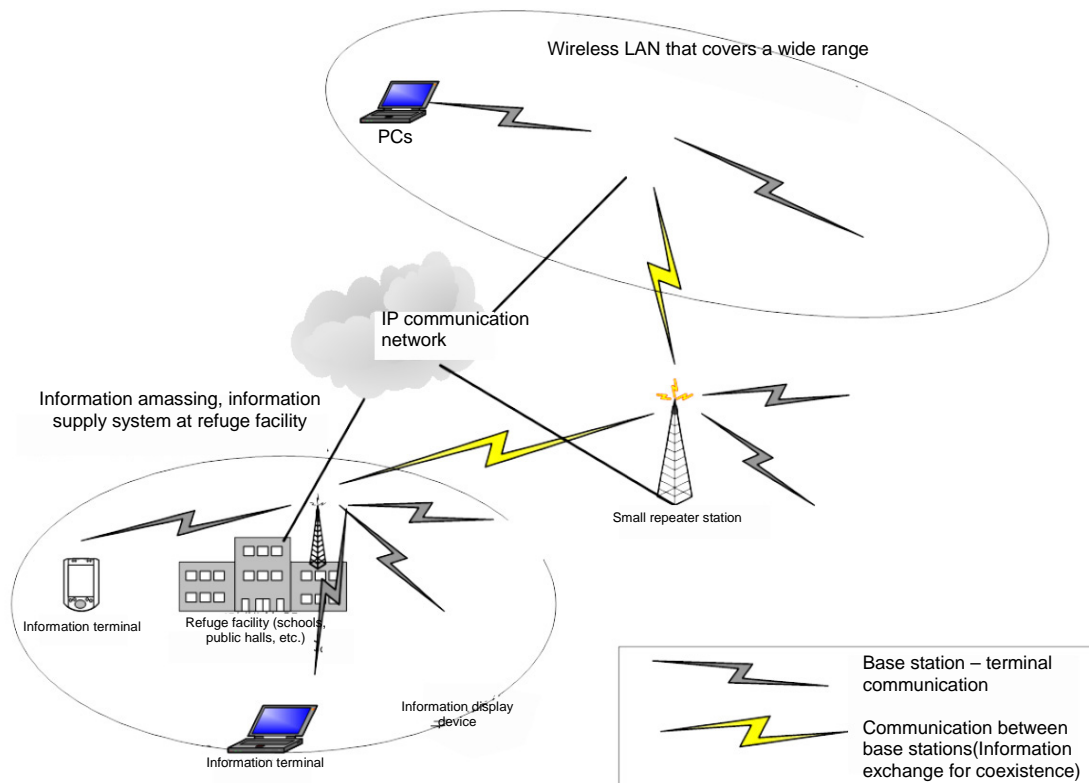 Wireless LAN that covers a wide range
PCs
IP communication
network
Information amassing, information
supply system at refuge facility
Small repeater station
Information terminal
Refuge facility (schools,
public halls, etc.)
Information display
device
Information terminal
Base station – terminal
communication
Communication between
base stations(Information
exchange for coexistence)